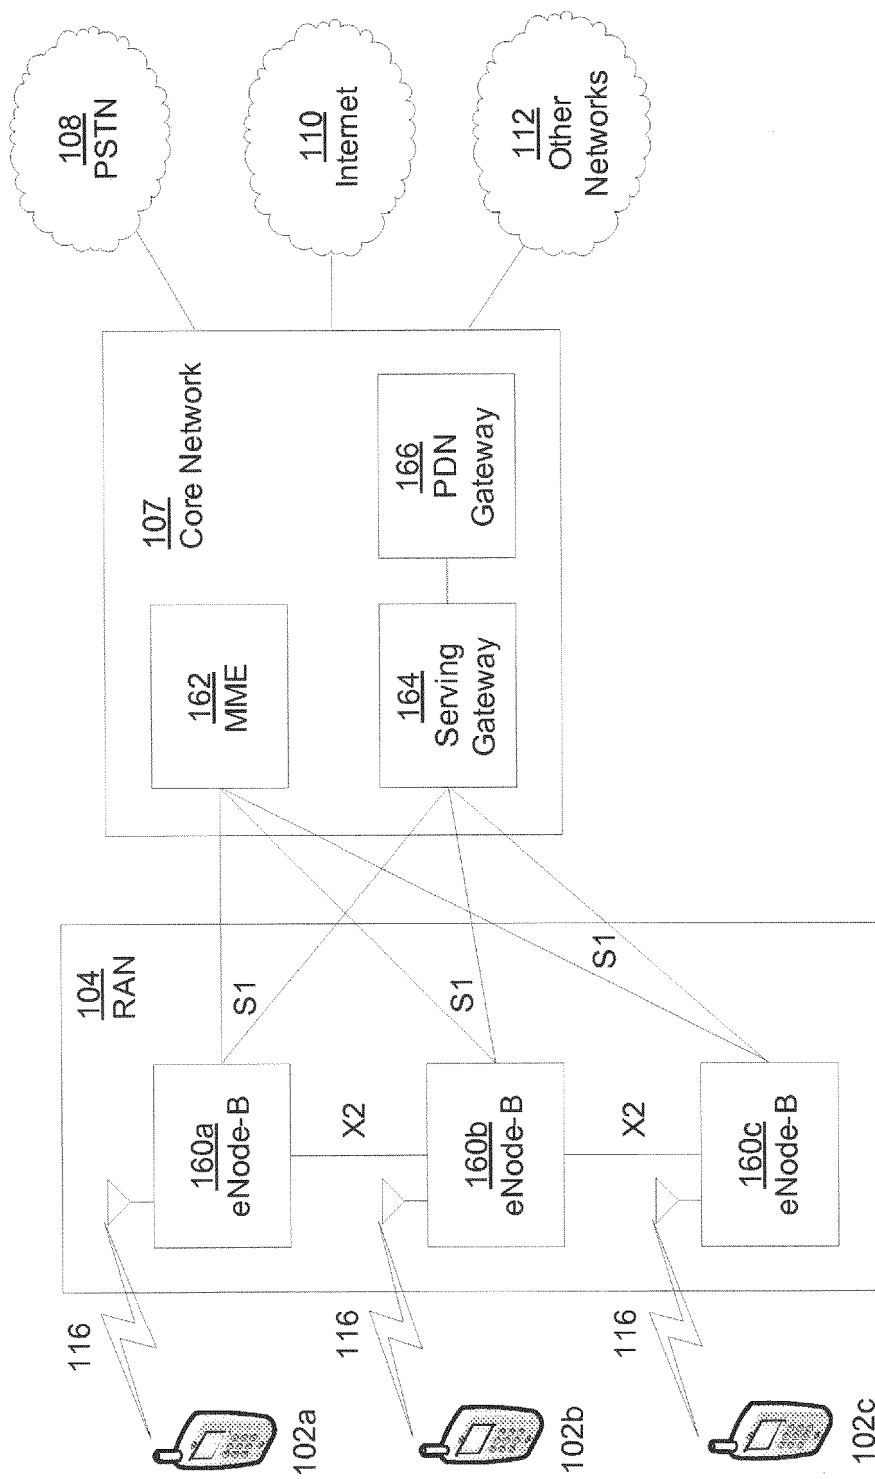 108
PSTN
110
Internet
112
Other
Networks
107
Core Network
162
MME
166
PDN
Gateway
164
Serving
Gateway
104
RAN
S1
S1
S1
160a
eNode-B
X2
160b
eNode-B
X2
160c
eNode-B
116
116
116
102a
102b
102c